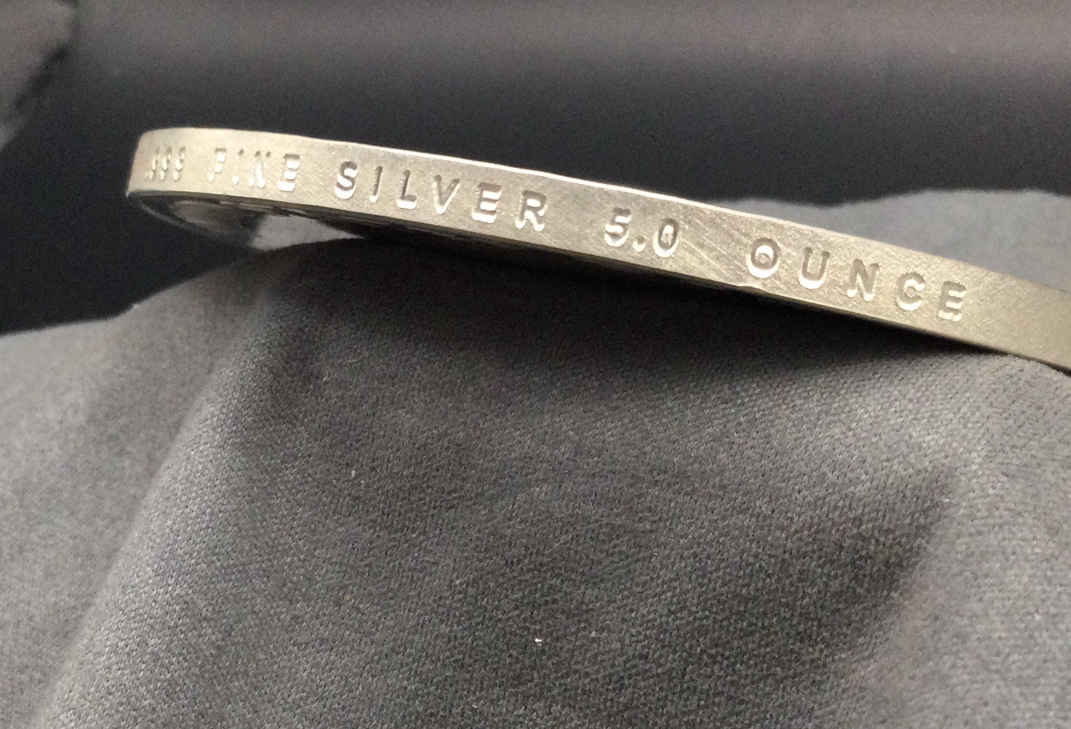 .999 FINE SILVER 5.0 OUNCE